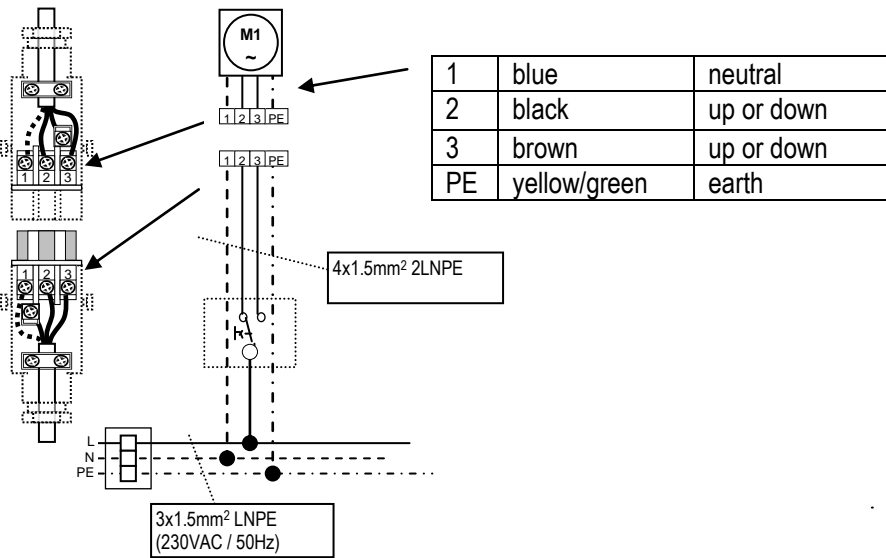 M1
~
1 2 3 PE
1 2 3 PE
1 blue neutral
2 black up or down
3 brown up or down
PE yellow/green earth
1 2 3
1 2 3
4x1.5mm² 2LNPE
L
N
PE
3x1.5mm² LNPE
(230VAC / 50Hz)